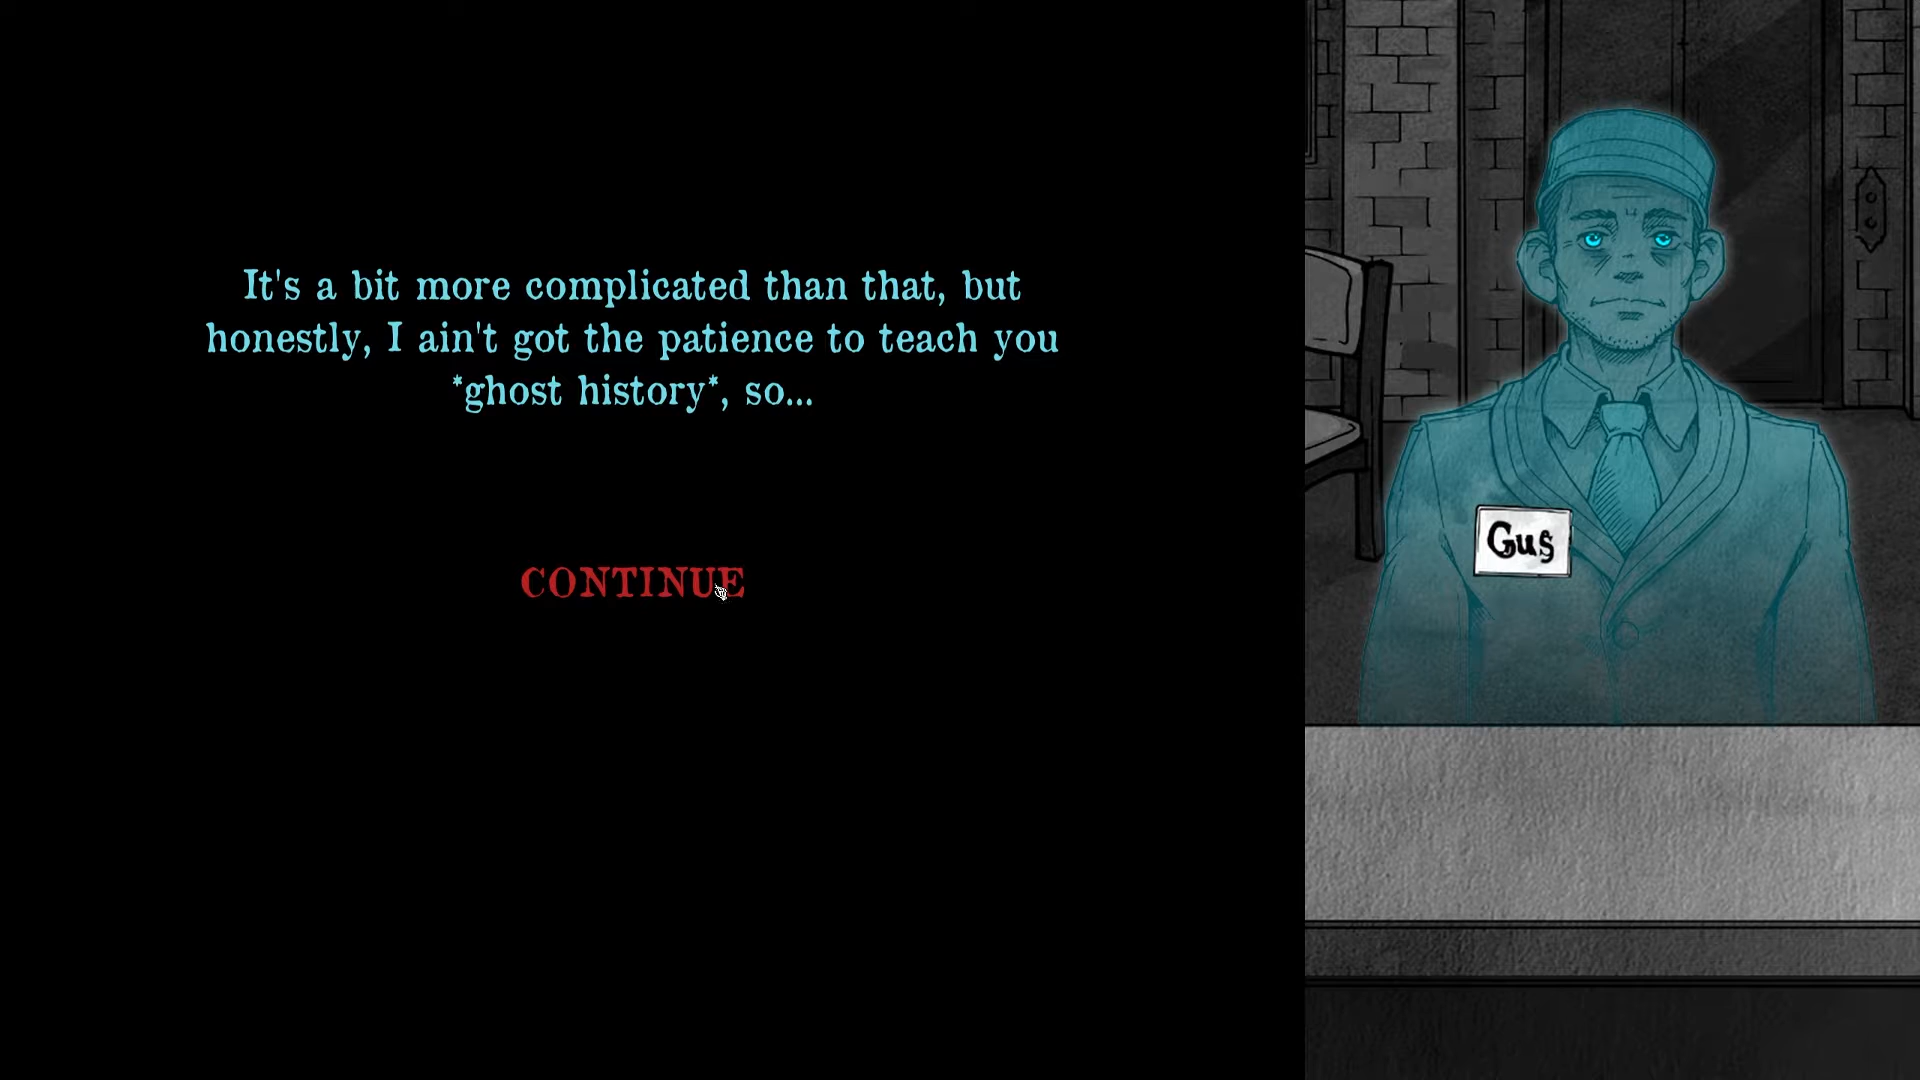 It's a bit more complicated than that, but
honestly, I ain't got the patience to teach you
*ghost history*, so...
CONTINUE
Gus